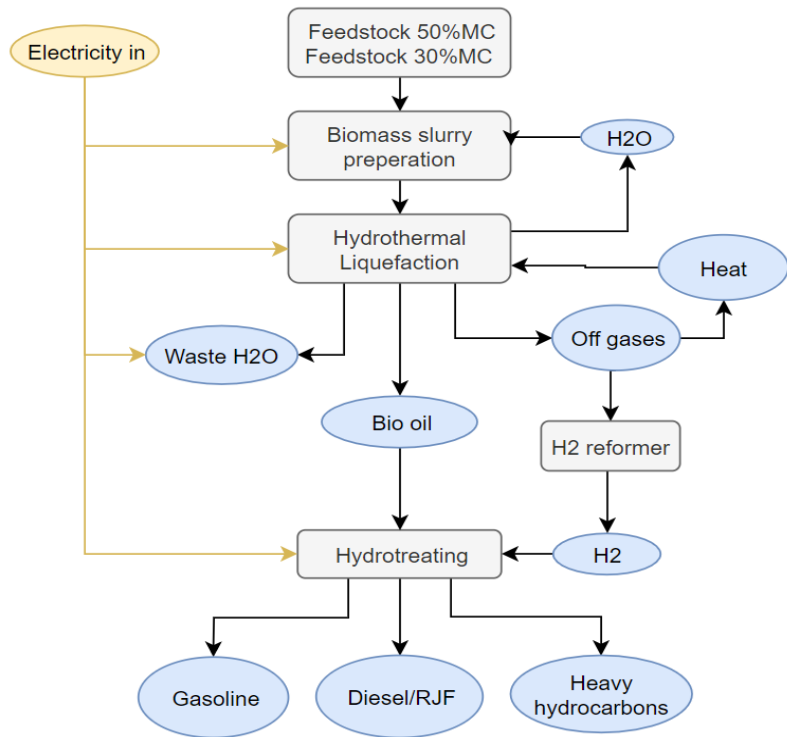 Feedstock 50%MC
Feedstock 30%MC
Electricity in
Biomass slurry
preperation
H2O
Hydrothermal
Liquefaction
Heat
Waste H2O
Off gases
Bio oil
H2 reformer
Hydrotreating
H2
Gasoline
Diesel/RJF
Heavy
hydrocarbons